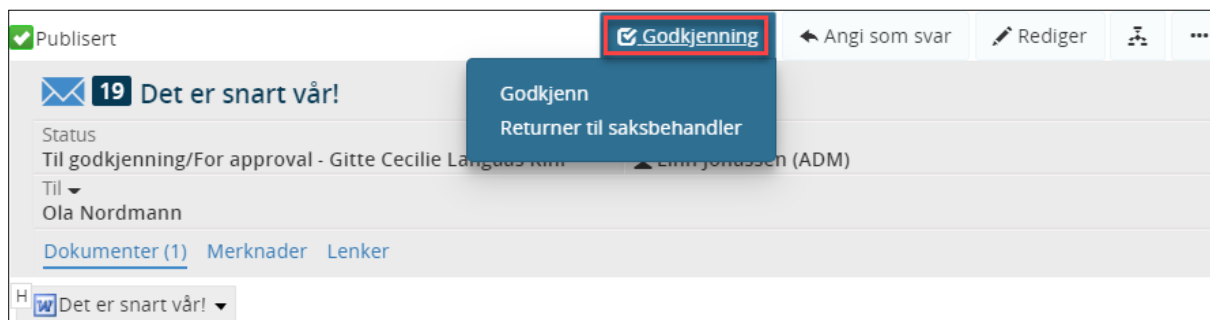 Publisert
Godkjenning
Angi som svar
Rediger
Godkjenn
Returner til saksbehandler
19 Det er snart vår!
Status
Til godkjenning/For approval - Gitte Cecilie
Linn Jonassen (ADM)
Til
Ola Nordmann
Dokumenter (1) Merknader Lenker
H
Det er snart vår!